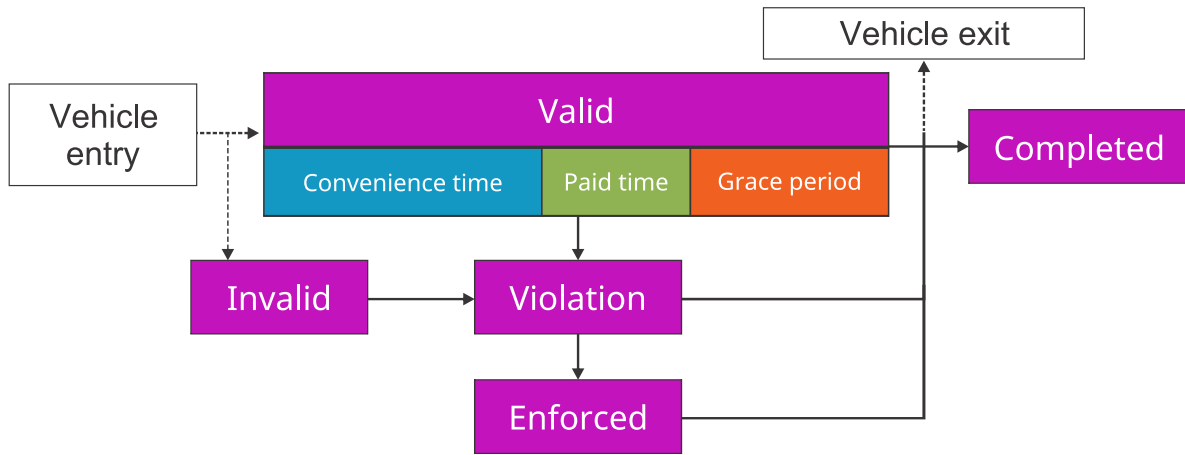 Vehicle exit
Vehicle
entry
Valid
Completed
Convenience time
Paid time
Grace period
Invalid
Violation
Enforced